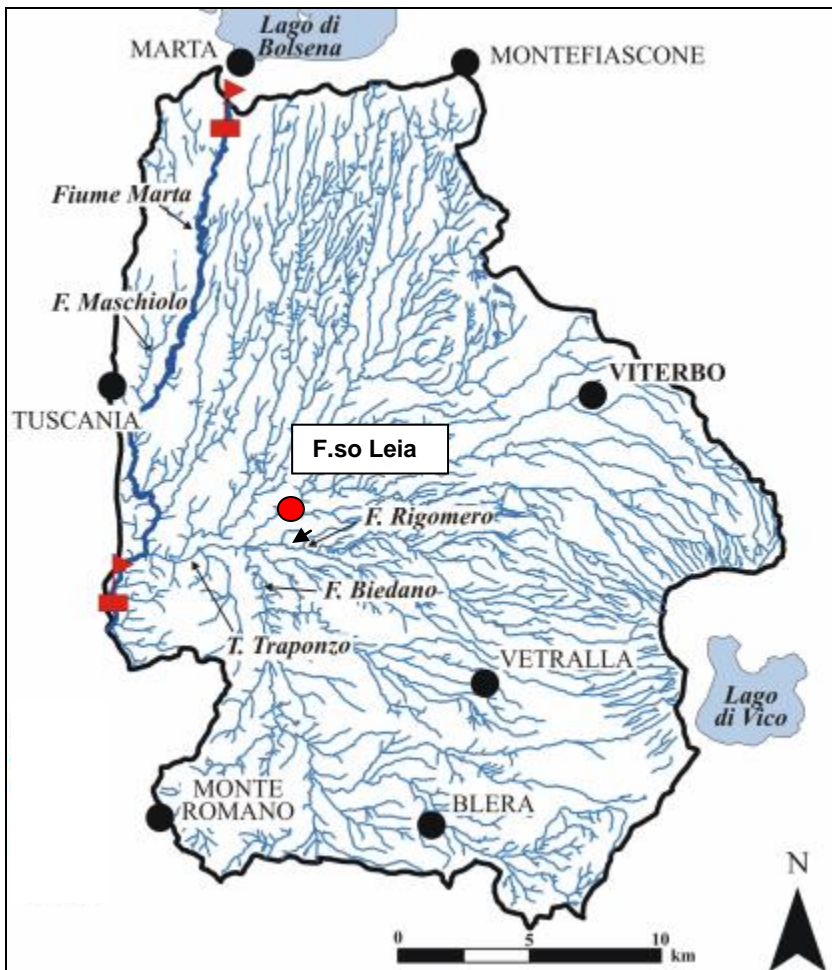 Lago di
Bolsena
MARTA
MONTEFIASCONE
Fiume Marta
F. Maschiolo
VITERBO
TUSCANIA
F.so Leia
F. Rigomero
F. Biedano
T. Traponzo
VETRALLA
Lago
di Vico
MONTE
ROMANO
BLERA
N
0 5 10
km